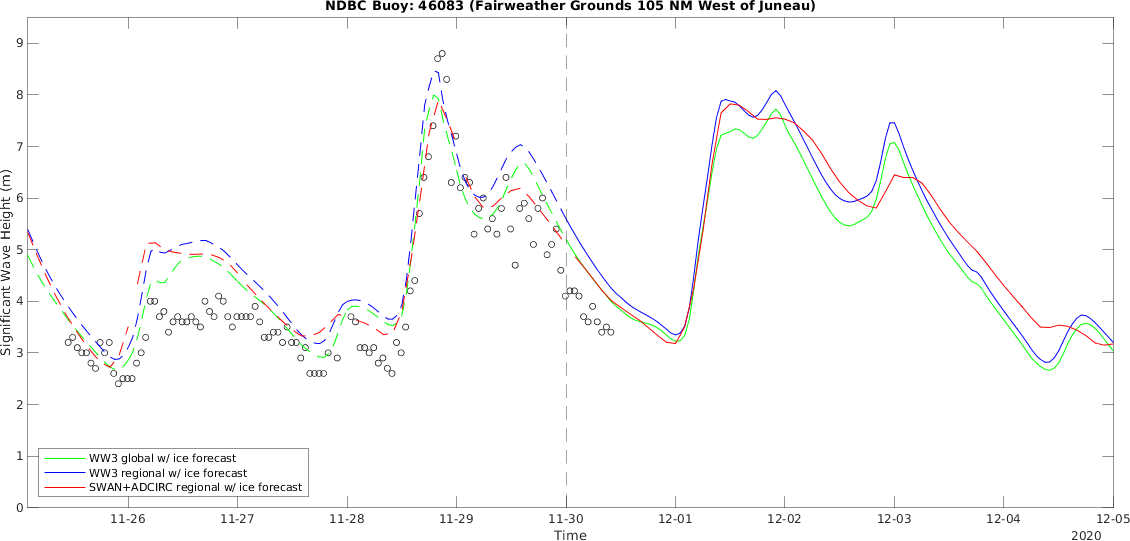 NDBC Buoy: 46083 (Fairweather Grounds 105 NM West of Juneau)
Significant Wave Height (m)
9
8
7
6
5
4
3
2
1
0
WW3 global w/ ice forecast
WW3 regional w/ ice forecast
SWAN+ADCIRC regional w/ ice forecast
11-26 11-27 11-28 11-29 11-30 12-01 12-02 12-03 12-04 12-05
Time
2020